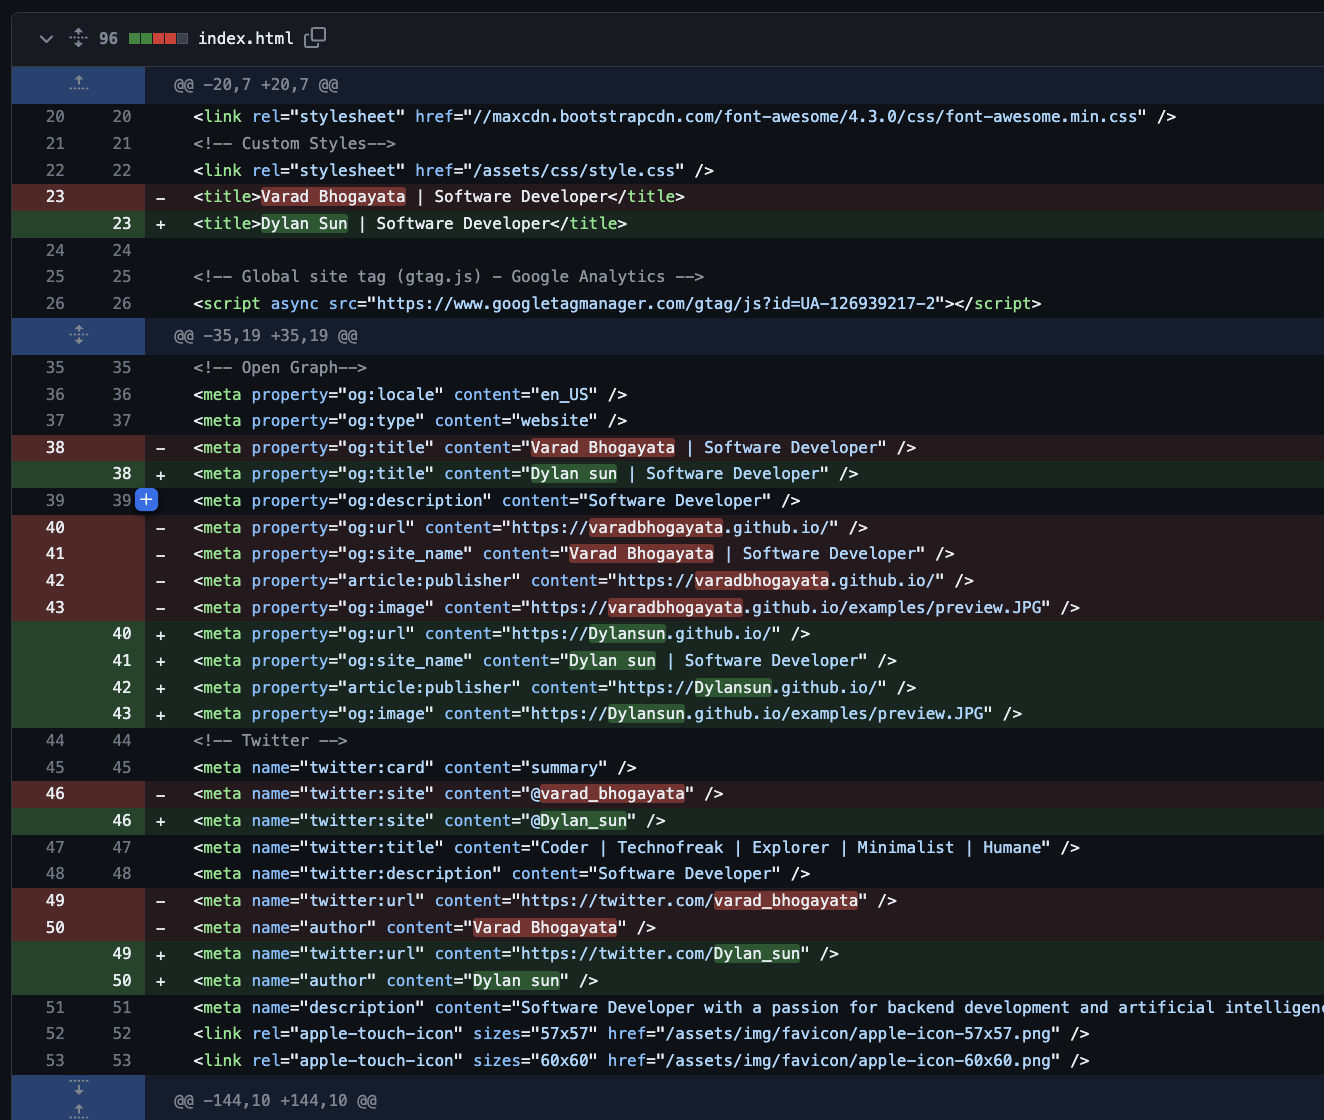 96 index.html
@@ -20,7 +20,7 @@
20 20 <link rel="stylesheet" href="//maxcdn.bootstrapcdn.com/font-awesome/4.3.0/css/font-awesome.min.css" />
21 21 <!-- Custom Styles-->
22 22 <link rel="stylesheet" href="/assets/css/style.css" />
23 - <title>Varad Bhogayata | Software Developer</title>
23 + <title>Dylan Sun | Software Developer</title>
24 24
25 25 <!-- Global site tag (gtag.js) - Google Analytics -->
26 26 <script async src="https://www.googletagmanager.com/gtag/js?id=UA-126939217-2"></script>
@@ -35,19 +35,19 @@
35 35 <!-- Open Graph-->
36 36 <meta property="og:locale" content="en_US" />
37 37 <meta property="og:type" content="website" />
38 - <meta property="og:title" content="Varad Bhogayata | Software Developer" />
38 + <meta property="og:title" content="Dylan sun | Software Developer" />
39 39 + <meta property="og:description" content="Software Developer" />
40 - <meta property="og:url" content="https://varadbhogayata.github.io/" />
41 - <meta property="og:site_name" content="Varad Bhogayata | Software Developer" />
42 - <meta property="article:publisher" content="https://varadbhogayata.github.io/" />
43 - <meta property="og:image" content="https://varadbhogayata.github.io/examples/preview.JPG" />
40 + <meta property="og:url" content="https://Dylansun.github.io/" />
41 + <meta property="og:site_name" content="Dylan sun | Software Developer" />
42 + <meta property="article:publisher" content="https://Dylansun.github.io/" />
43 + <meta property="og:image" content="https://Dylansun.github.io/examples/preview.JPG" />
44 44 <!-- Twitter -->
45 45 <meta name="twitter:card" content="summary" />
46 - <meta name="twitter:site" content="@varad_bhogayata" />
46 + <meta name="twitter:site" content="@Dylan_sun" />
47 47 <meta name="twitter:title" content="Coder | Technofreak | Explorer | Minimalist | Humane" />
48 48 <meta name="twitter:description" content="Software Developer" />
49 - <meta name="twitter:url" content="https://twitter.com/varad_bhogayata" />
50 - <meta name="author" content="Varad Bhogayata" />
49 + <meta name="twitter:url" content="https://twitter.com/Dylan_sun" />
50 + <meta name="author" content="Dylan sun" />
51 51 <meta name="description" content="Software Developer with a passion for backend development and artificial intelligen
52 52 <link rel="apple-touch-icon" sizes="57x57" href="/assets/img/favicon/apple-icon-57x57.png" />
53 53 <link rel="apple-touch-icon" sizes="60x60" href="/assets/img/favicon/apple-icon-60x60.png" />
@@ -144,10 +144,10 @@